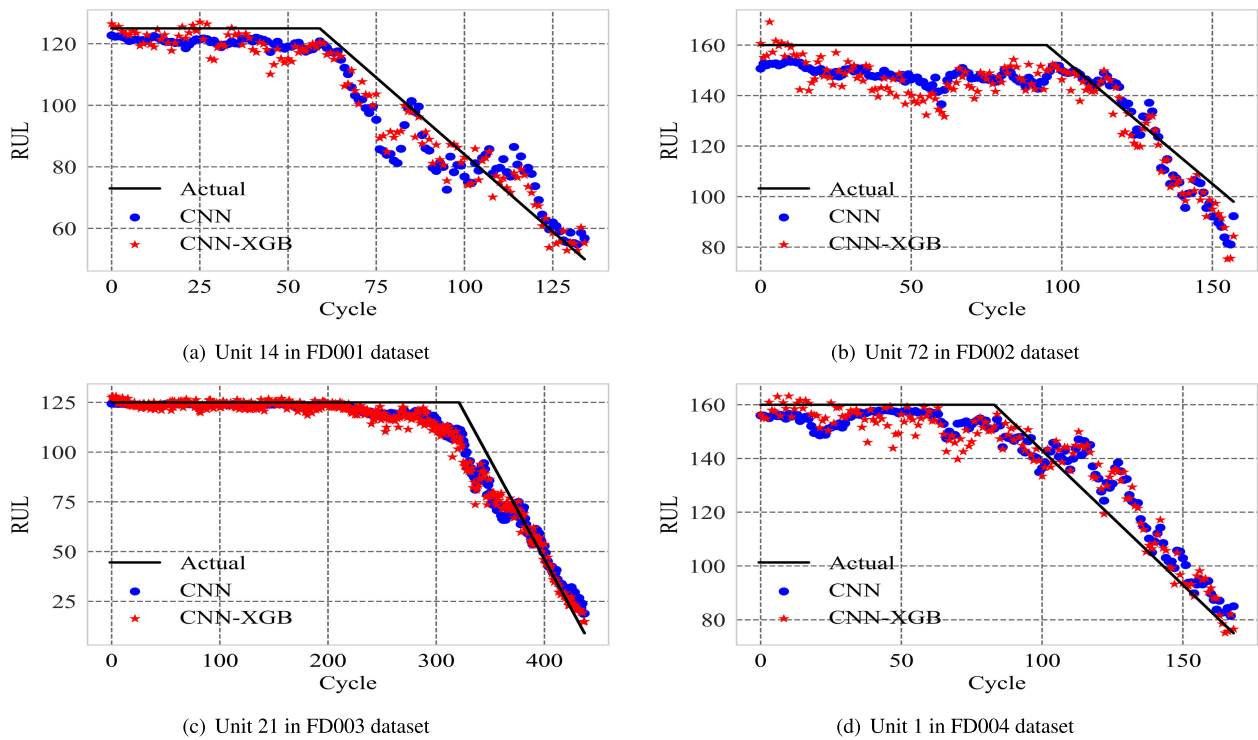 120
100
80
60
RUL
Actual
CNN
CNN-XGB
0 25 50 75 100 125
Cycle
(a) Unit 14 in FD001 dataset
160
140
120
100
80
RUL
Actual
CNN
CNN-XGB
0 50 100 150
Cycle
(b) Unit 72 in FD002 dataset
125
100
75
50
25
RUL
Actual
CNN
CNN-XGB
0 100 200 300 400
Cycle
(c) Unit 21 in FD003 dataset
160
140
120
100
80
RUL
Actual
CNN
CNN-XGB
0 50 100 150
Cycle
(d) Unit 1 in FD004 dataset